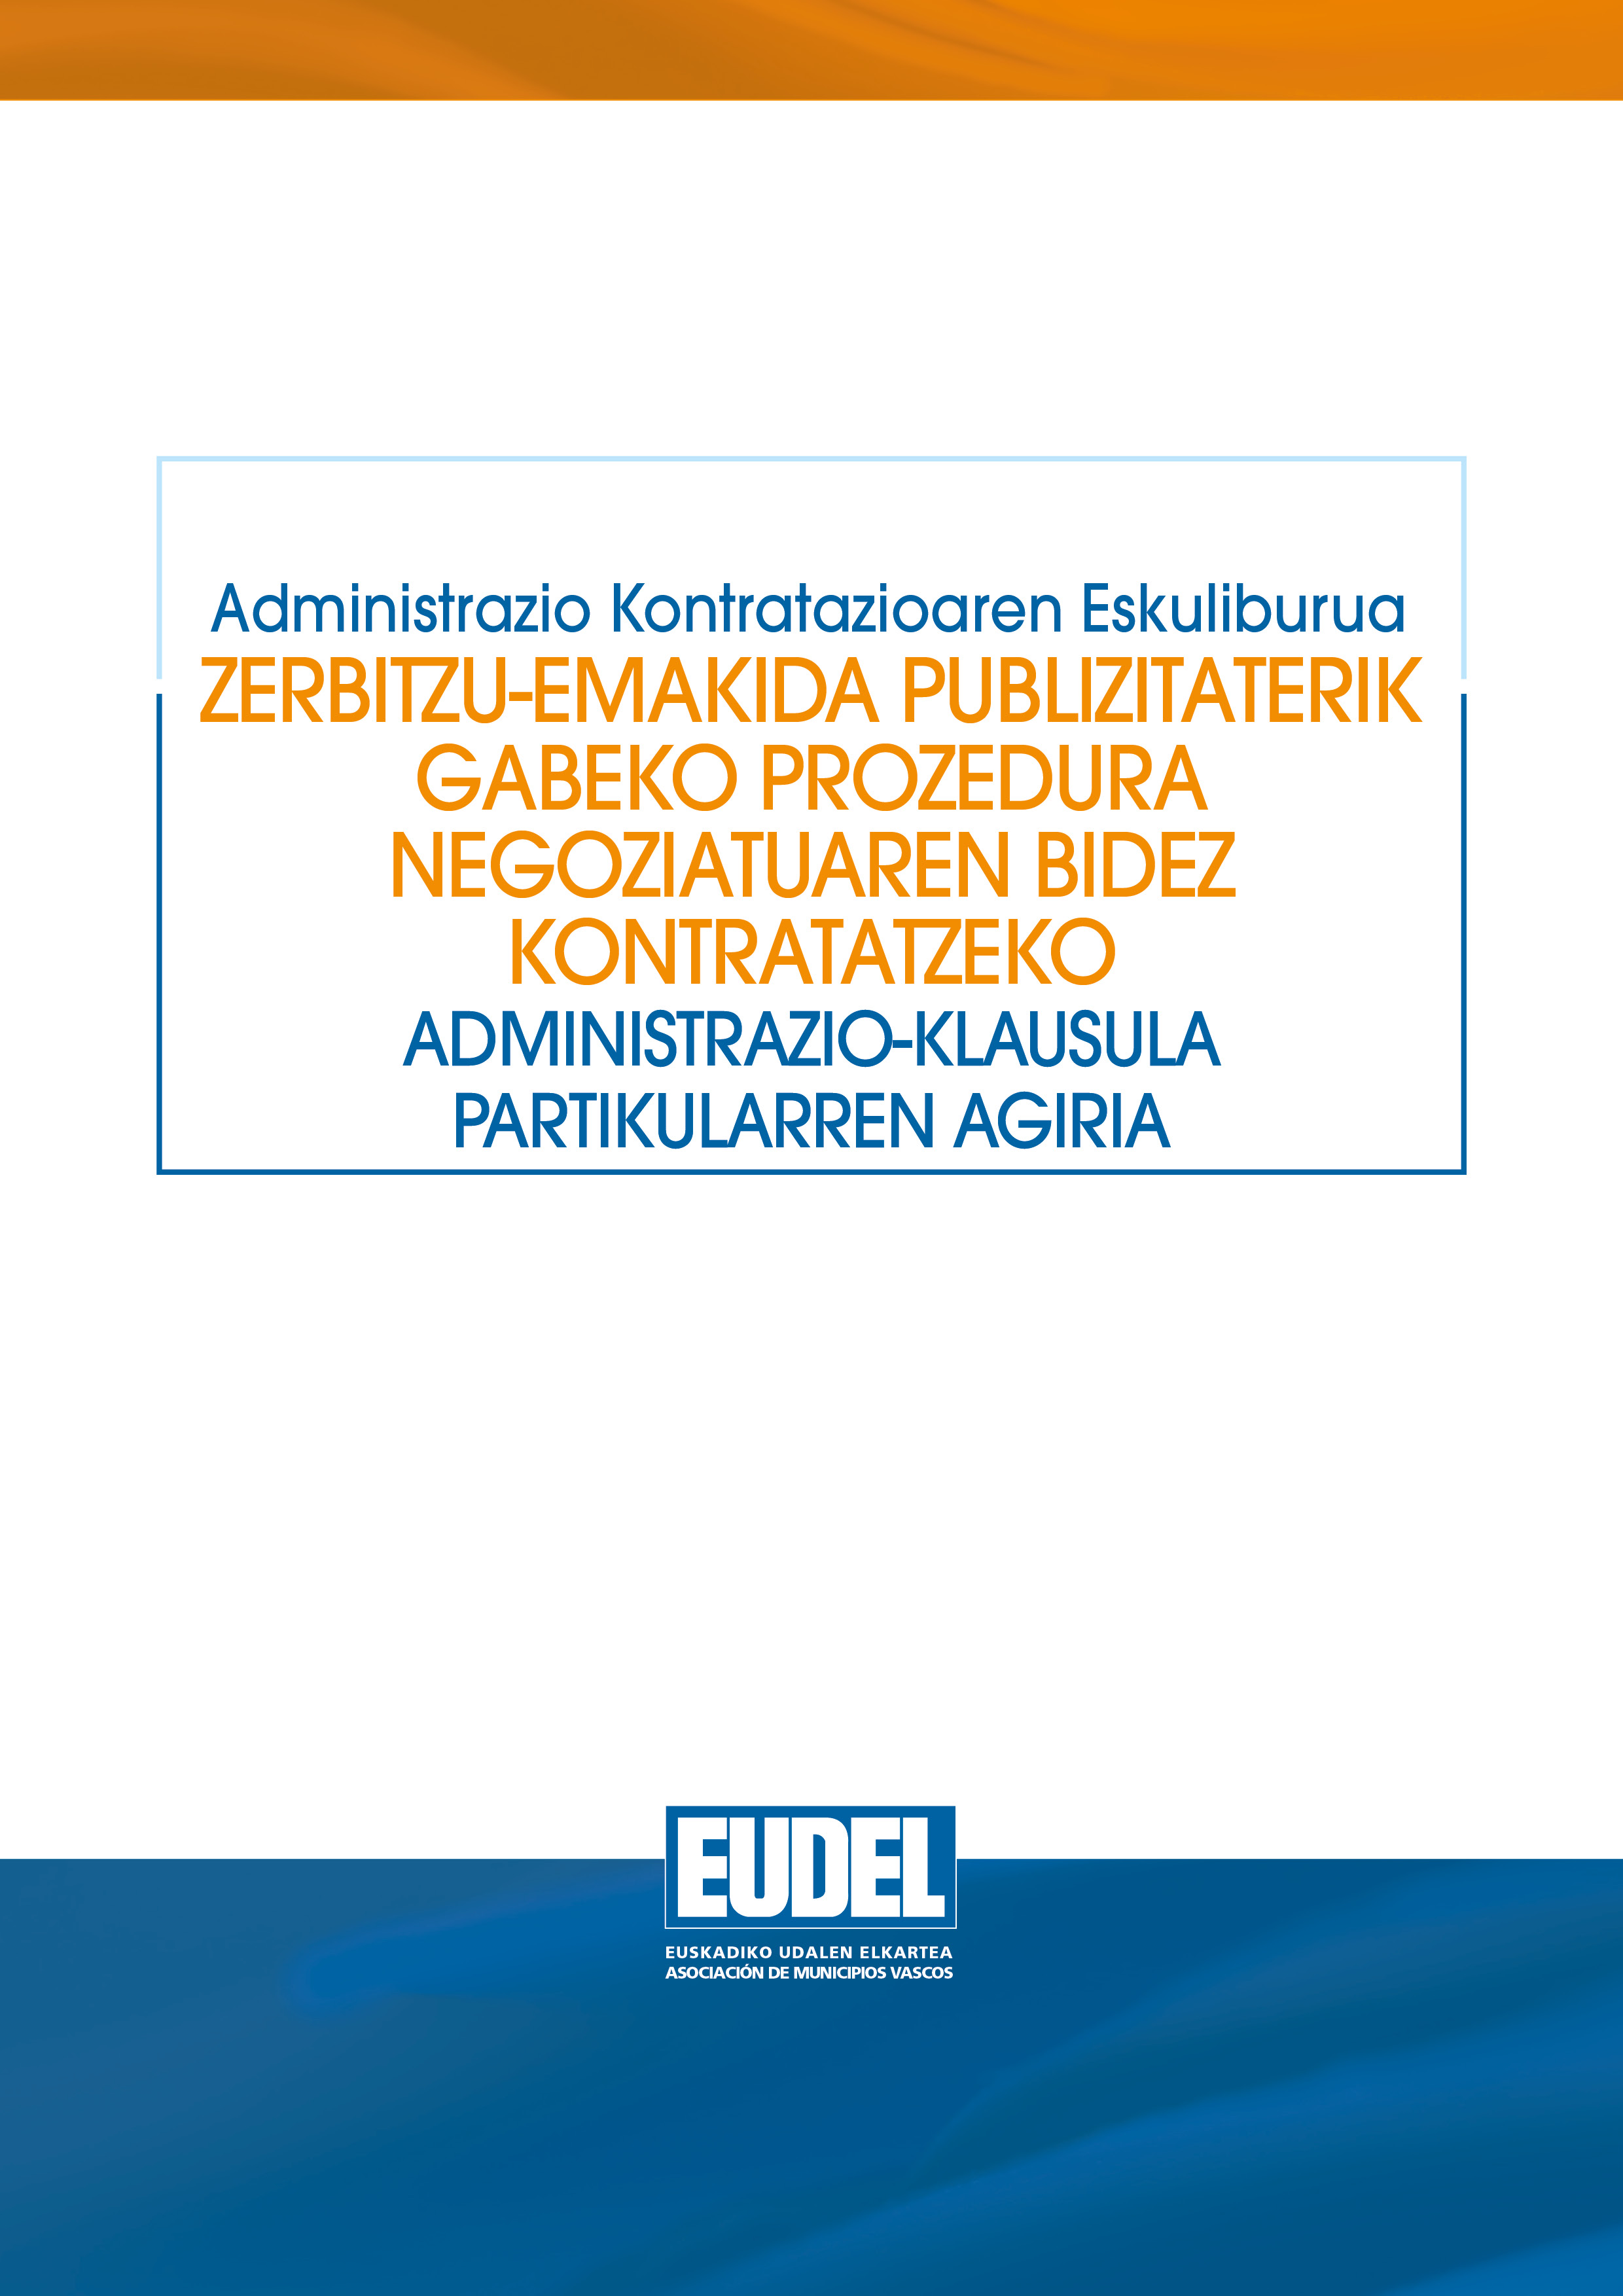 Administrazio Kontratazioaren Eskuliburua
ZERBITZU-EMAKIDA PUBLIZITATERIK
GABEKO PROZEDURA
NEGOZIATUAREN BIDEZ
KONTRATATZEKO
ADMINISTRAZIO-KLAUSULA
PARTIKULARREN AGIRIA
EUDEL
EUSKADIKO UDALEN ELKARTEA
ASOCIACIÓN DE MUNICIPIOS VASCOS